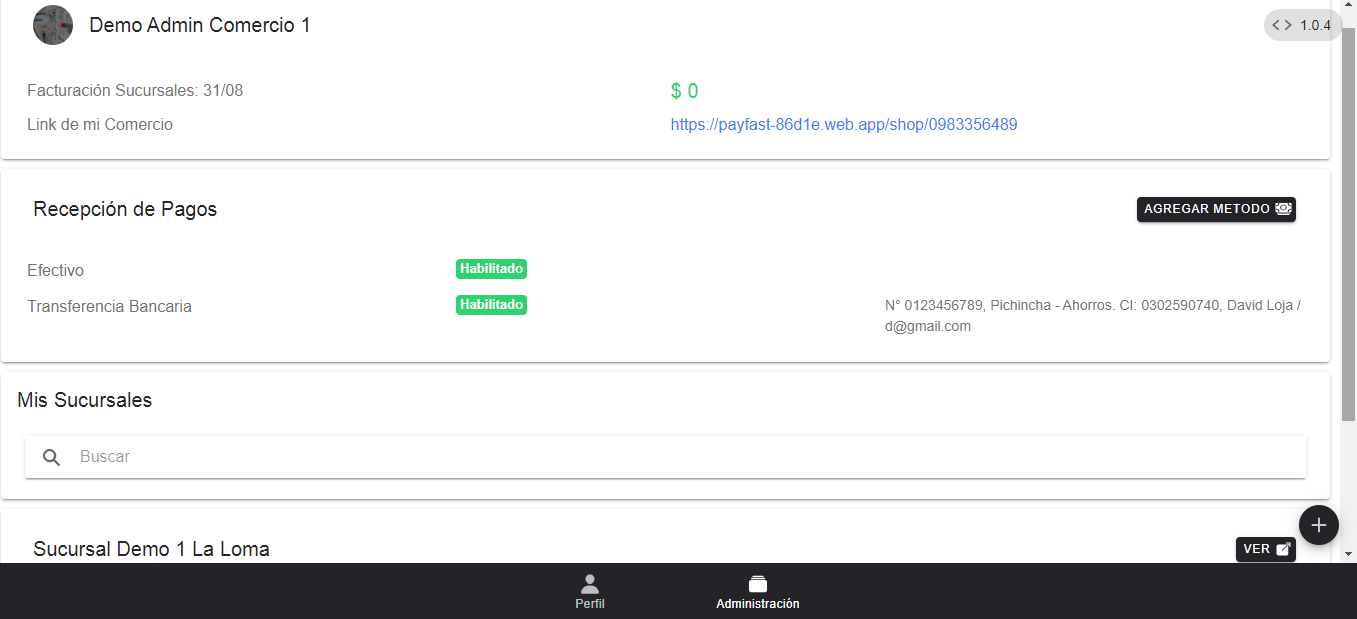 Demo Admin Comercio 1
< > 1.0.4
Facturación Sucursales: 31/08
$ 0
Link de mi Comercio
https://payfast-86d1e.web.app/shop/0983356489
Recepción de Pagos
AGREGAR METODO
Efectivo
Habilitado
Transferencia Bancaria
Habilitado
N° 0123456789, Pichincha - Ahorros. CI: 0302590740, David Loja /
d@gmail.com
Mis Sucursales
Buscar
Sucursal Demo 1 La Loma
VER
Perfil
Administración